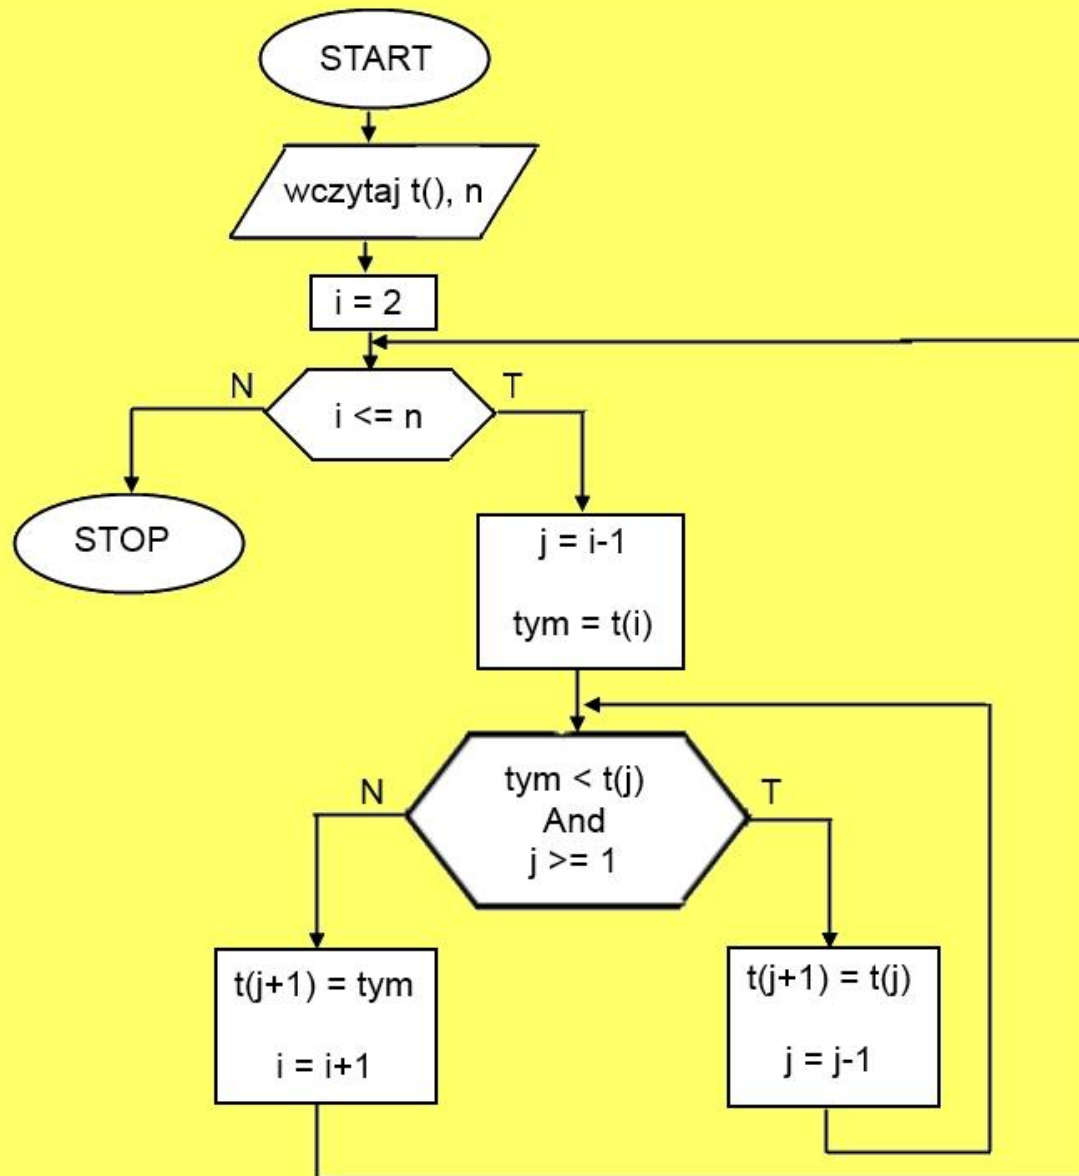 START
wczytaj t(), n
i = 2
N
T
i <= n
STOP
j = i-1
tym = t(i)
N
T
tym < t(j)
And
j >= 1
t(j+1) = tym
i = i+1
t(j+1) = t(j)
j = j-1